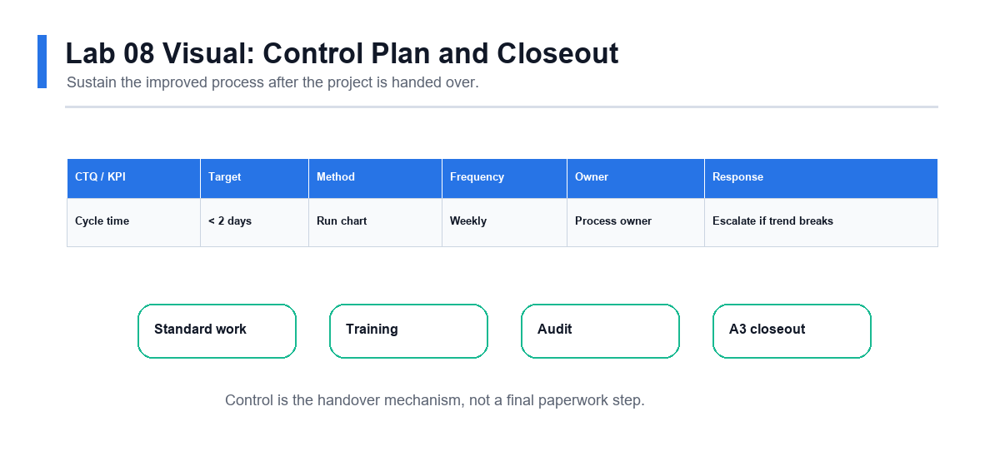 Lab 08 Visual: Control Plan and Closeout
Sustain the improved process after the project is handed over.
CTQ / KPI Target Method Frequency Owner Response
Cycle time < 2 days Run chart Weekly Process owner Escalate if trend breaks
Standard work Training Audit A3 closeout
Control is the handover mechanism, not a final paperwork step.